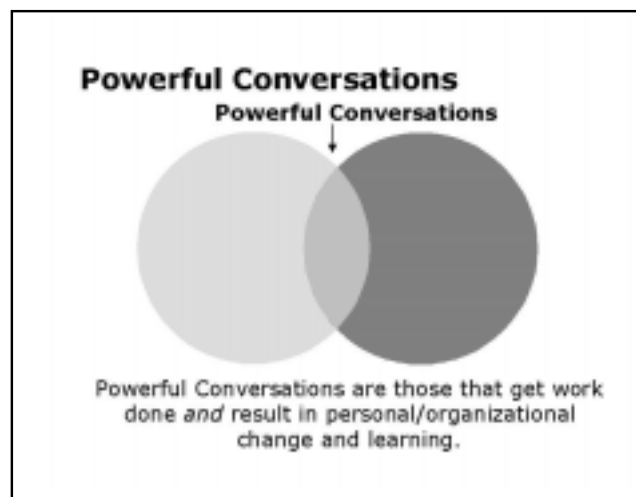 Powerful Conversations
Powerful Conversations
Powerful Conversations are those that get work
done and result in personal/organizational
change and learning.